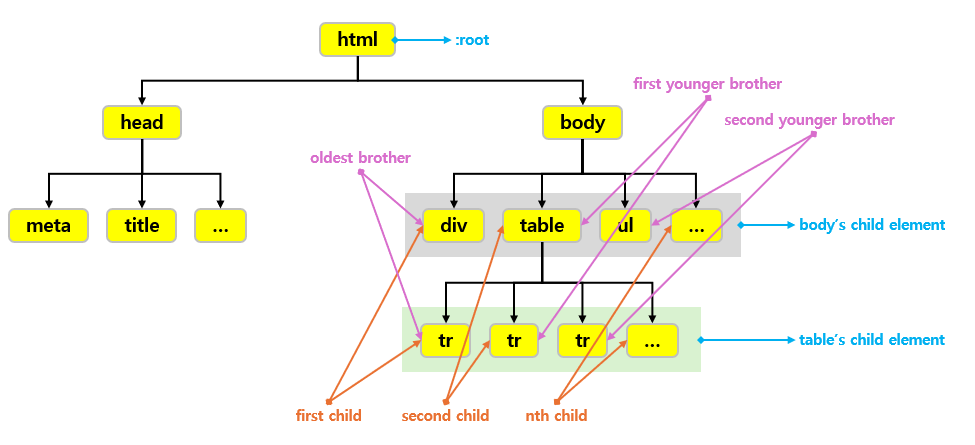 html
:root
first younger brother
head
body
second younger brother
oldest brother
meta
title
...
div
table
ul
...
body's child element
tr
tr
tr
...
table's child element
first child
second child
nth child